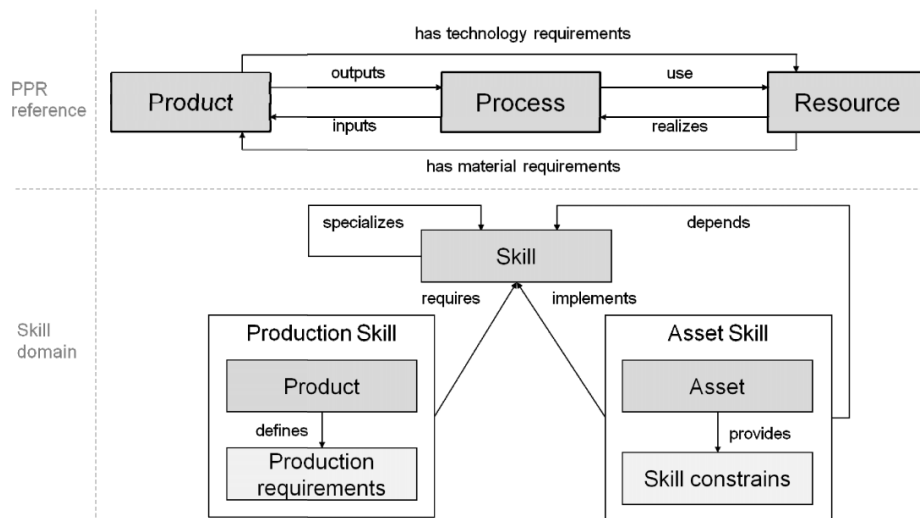 has technology requirements
PPR
reference
Product
outputs
inputs
Process
use
realizes
Resource
has material requirements
specializes
depends
Skill
requires
implements
Skill
domain
Production Skill
Product
defines
Production
requirements
Asset Skill
Asset
provides
Skill constrains